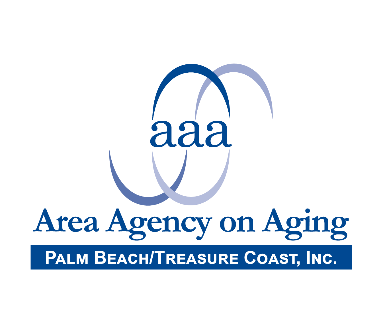 aaa
Area Agency on Aging
PALM BEACH/TREASURE COAST, INC.